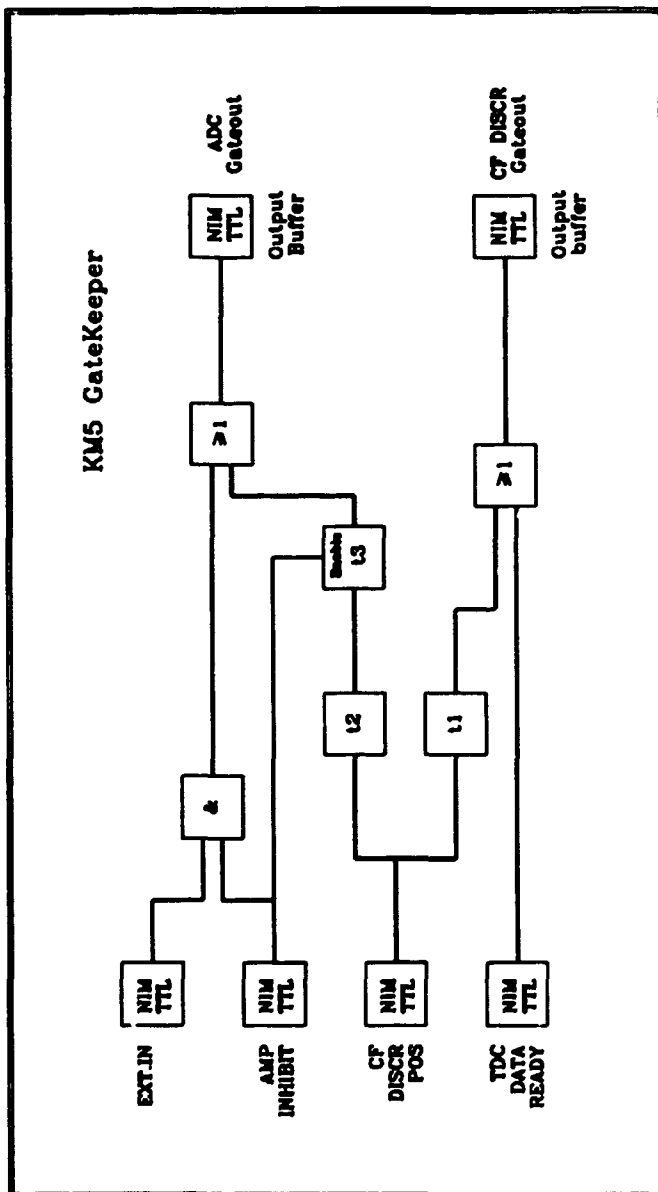 KM5 GateKeeper
EXT.IN
NIM
TTL
AMP
INHIBIT
NIM
TTL
CF
DISCR
POS
NIM
TTL
TDC
DATA
READY
NIM
TTL
&
t2
t1
Enable
t3
≥1
≥1
NIM
TTL
ADC
Gateout
Output
Buffer
NIM
TTL
CF DISCR
Gateout
Output
buffer